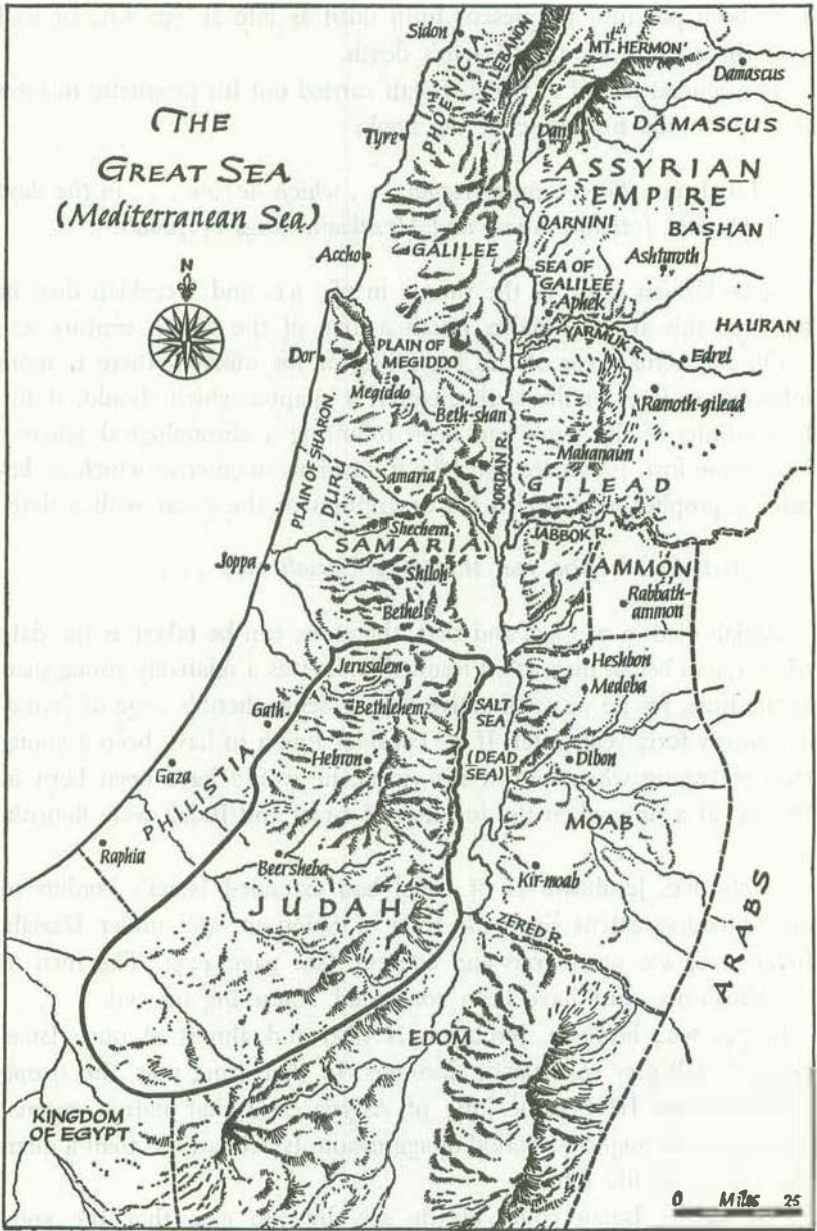 Sidon
PHOENICIA
MT. LEBANON
MT. HERMON
Damascus
DAMASCUS
(THE
GREAT SEA
(Mediterranean Sea)
Tyre
Dan
ASSYRIAN
EMPIRE
QARNINI
BASHAN
GALILEE
Accho
SEA OF
GALILEE
Ashtaroth
Aphek
N
HAURAN
YARMUK R.
Dor
PLAIN OF
MEGIDDO
Edrel
Megiddo
Ramoth-gilead
Beth-shan
PLAIN OF SHARON
DU'RU
Mahanaim
JORDAN R.
Samaria
GILEAD
Shechem
JABBOK R.
SAMARIA
Joppa
AMMON
Shiloh
Rabbath-
ammon
Bethel
Jerusalem
Heshbon
Medeba
SALT
SEA
(DEAD
SEA)
Gath
Bethlehem
Hebron
Dibon
Gaza
PHILISTIA
MOAB
Raphia
Beersheba
Kir-moab
JUDAH
ZERED R.
ARABS
EDOM
KINGDOM
OF EGYPT
0 Miles 25